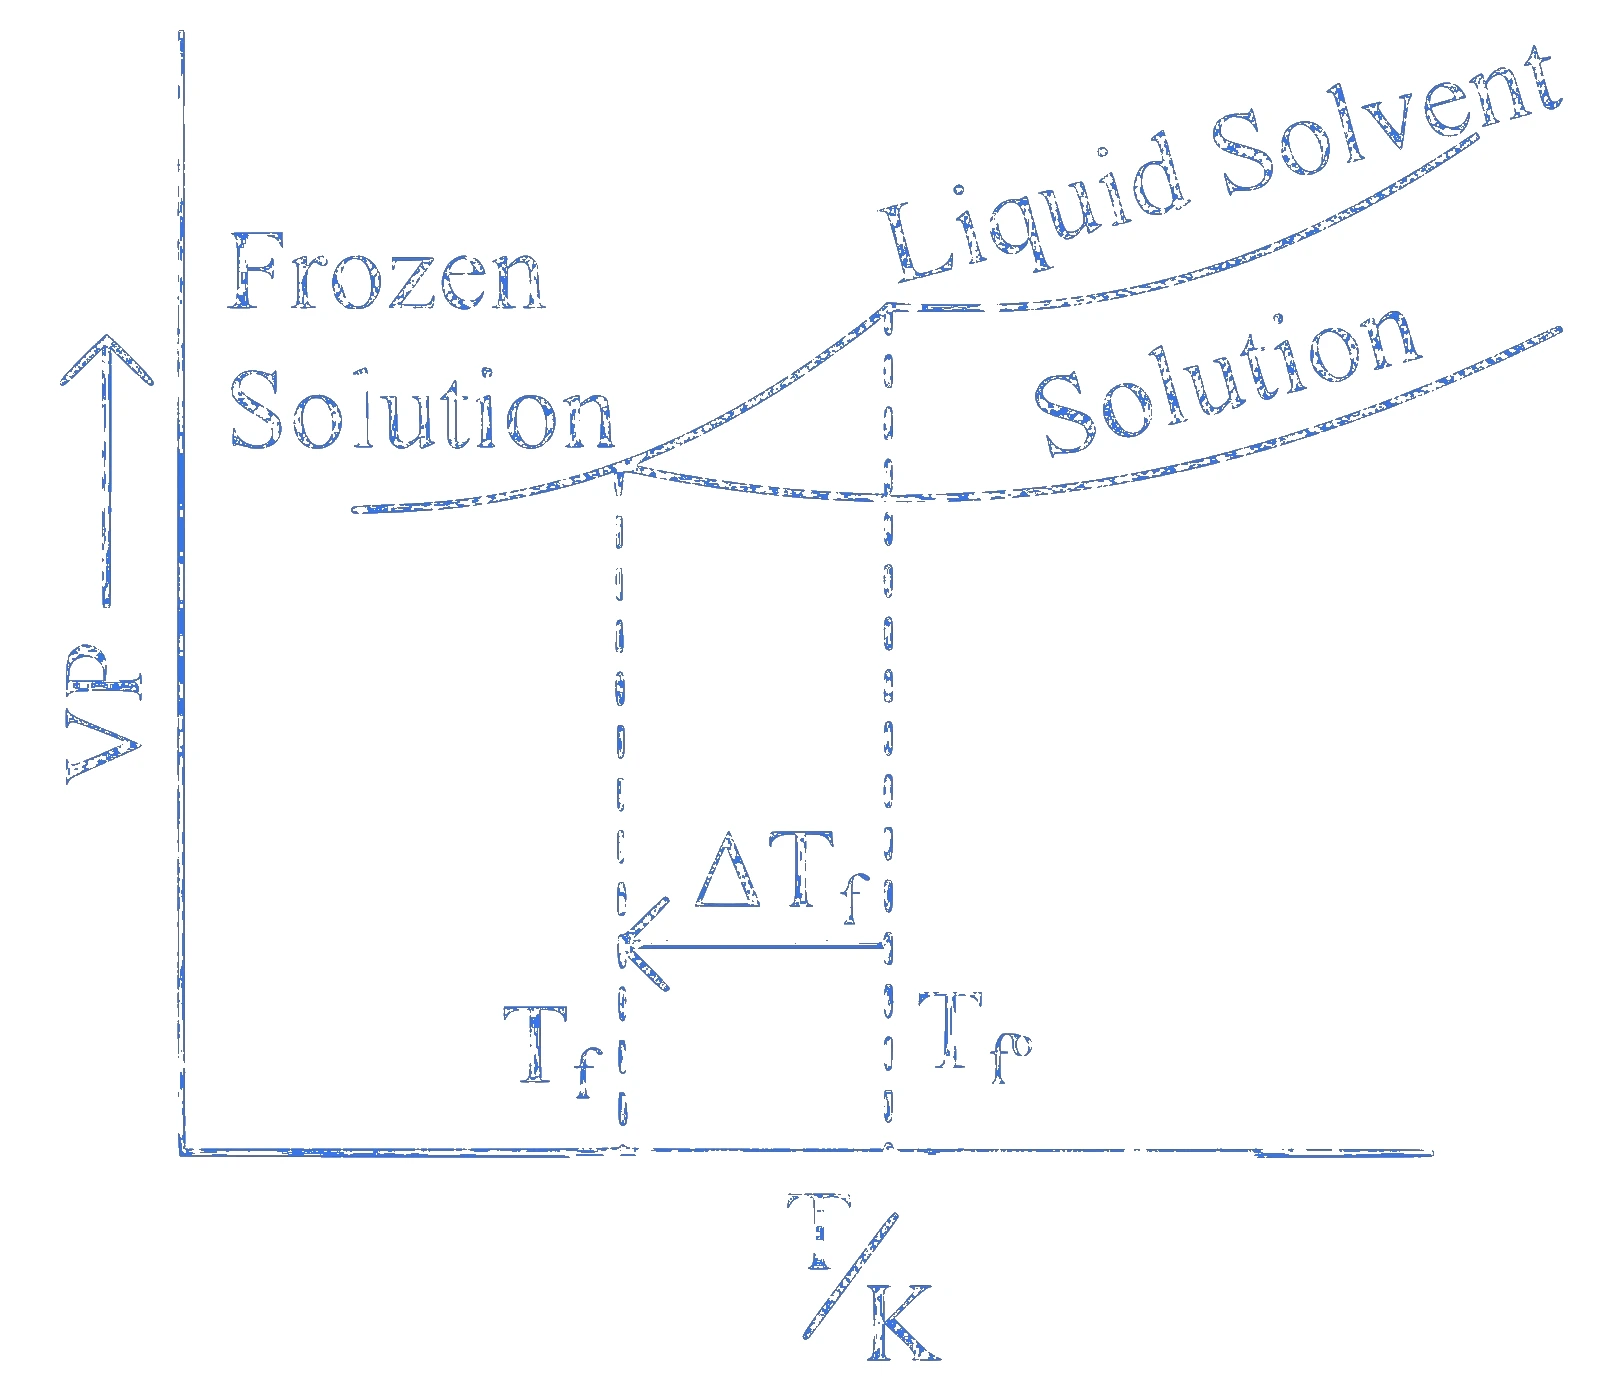 Liquid Solvent
Frozen
Solution
Solution
VP
ΔTf
Tf
Tf°
T/K